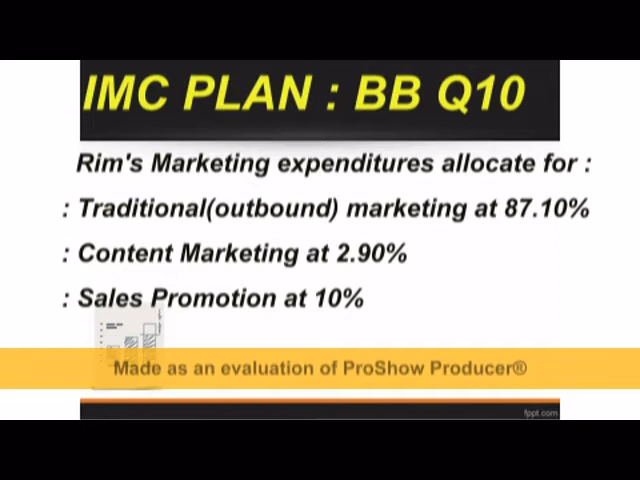 IMC PLAN : BB Q10
Rim's Marketing expenditures allocate for :
: Traditional(outbound) marketing at 87.10%
: Content Marketing at 2.90%
: Sales Promotion at 10%
Made as an evaluation of ProShow Producer®
fppt.com